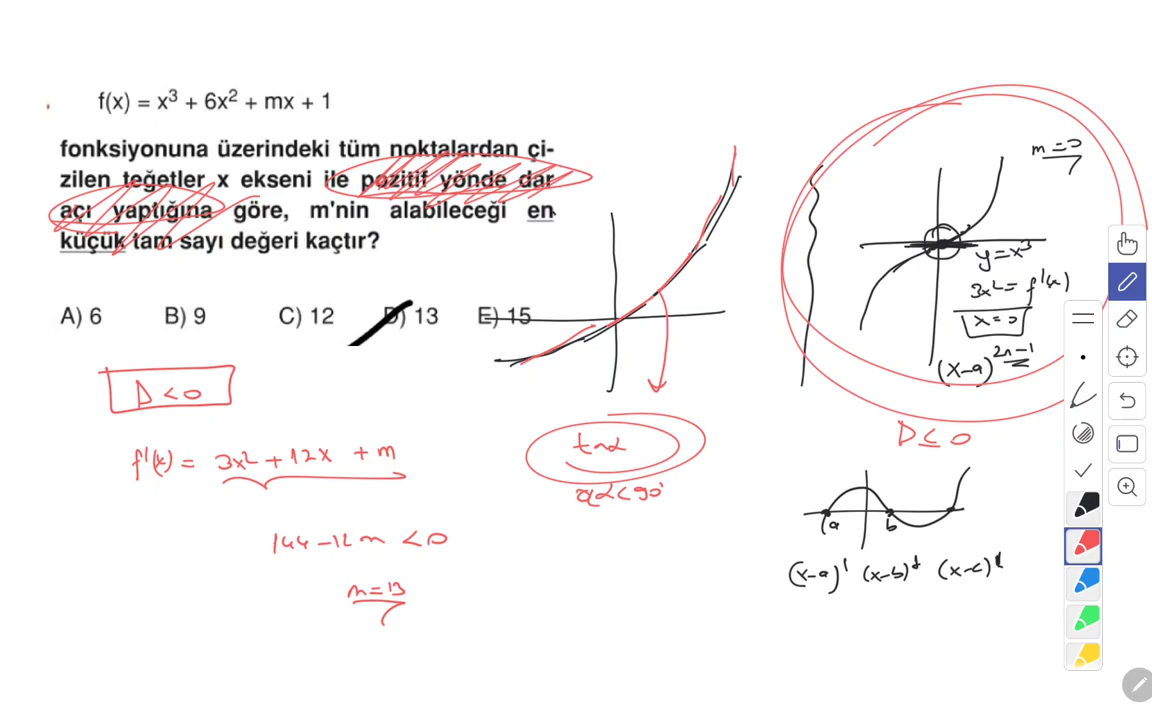 f(x) = x³ + 6x² + mx + 1
fonksiyonuna üzerindeki tüm noktalardan çi-
zilen teğetler x ekseni ile pozitif yönde dar
açı yaptığına göre, m'nin alabileceği en
küçük tam sayı değeri kaçtır?
A) 6 B) 9 C) 12 D) 13 E) 15
D < 0
f'(x) = 3x² + 12x + m
144 - 12m < 0
m = 13
tanα
α < 90°
m = 0
y = x³
3x² = f'(x)
x = 0
(x-a)²ⁿ⁻¹
D ≤ 0
a b
(x-a)¹ (x-b)¹ (x-c)¹